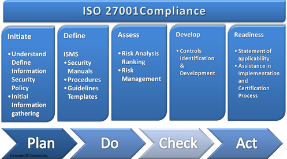 ISO 27001Compliance
Initiate
• Understand
Define
Information
Security
Policy
• Initial
Information
gathering
Define
ISMS
• Security
Manuals
• Procedures
• Guidelines
Templates
Assess
• Risk Analysis
Ranking
• Risk
Management
Develop
• Controls
Identification
&
Development
Readiness
• Statement of
applicability
• Assistance in
Implementation
and
Certification
Process
Plan
Do
Check
Act